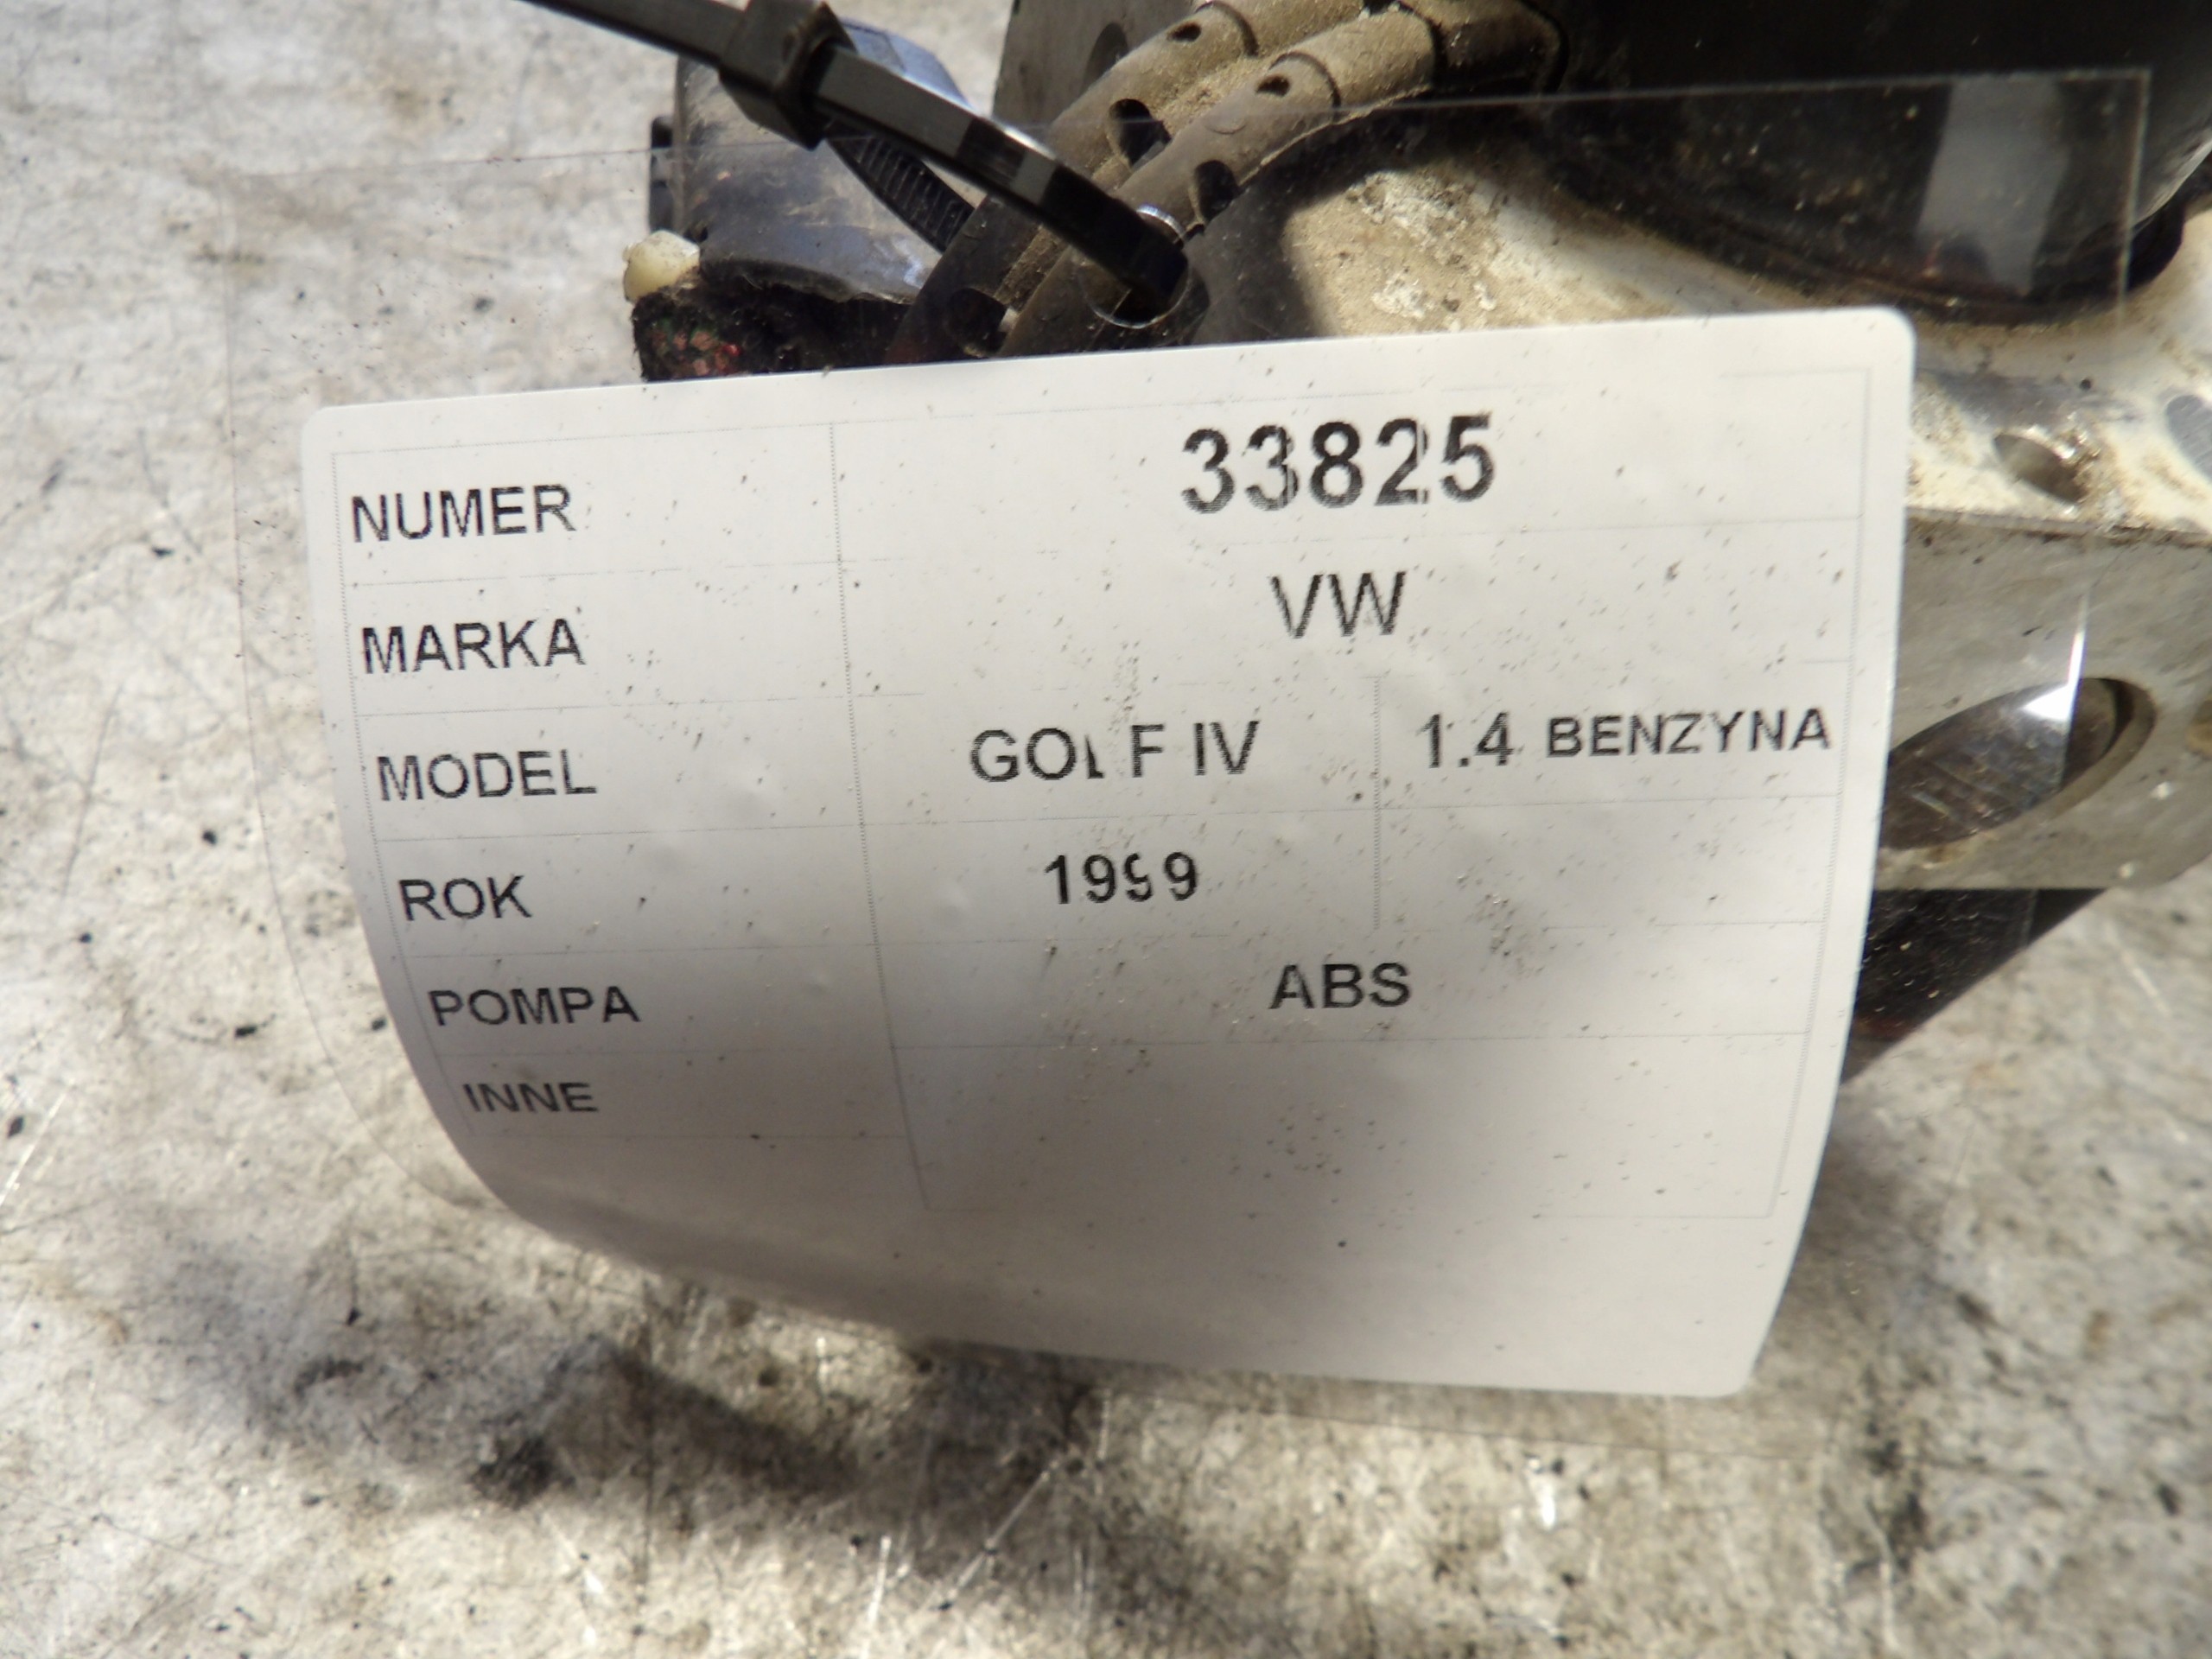 NUMER 33825
MARKA VW
MODEL GOLF IV 1.4 BENZYNA
ROK 1999
POMPA ABS
INNE